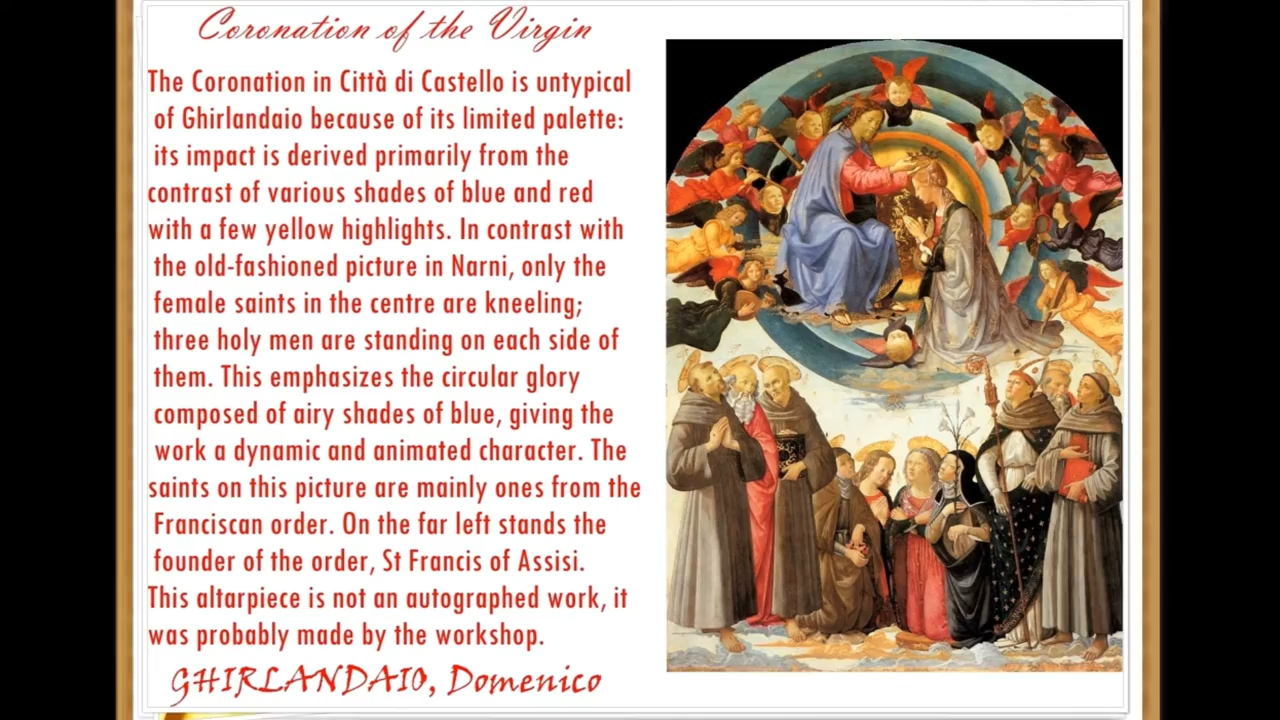 Coronation of the Virgin
The Coronation in Città di Castello is untypical
of Ghirlandaio because of its limited palette:
its impact is derived primarily from the
contrast of various shades of blue and red
with a few yellow highlights. In contrast with
the old-fashioned picture in Narni, only the
female saints in the centre are kneeling;
three holy men are standing on each side of
them. This emphasizes the circular glory
composed of airy shades of blue, giving the
work a dynamic and animated character. The
saints on this picture are mainly ones from the
Franciscan order. On the far left stands the
founder of the order, St Francis of Assisi.
This altarpiece is not an autographed work, it
was probably made by the workshop.
GHIRLANDAIO, Domenico